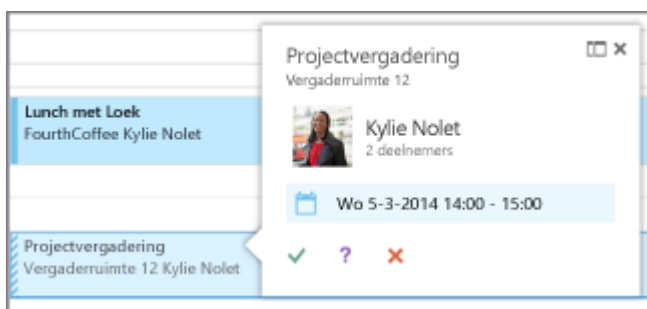 Projectvergadering
Vergaderruimte 12
Lunch met Loek
FourthCoffee Kylie Nolet
Kylie Nolet
2 deelnemers
Wo 5-3-2014 14:00 - 15:00
Projectvergadering
Vergaderruimte 12 Kylie Nolet
?